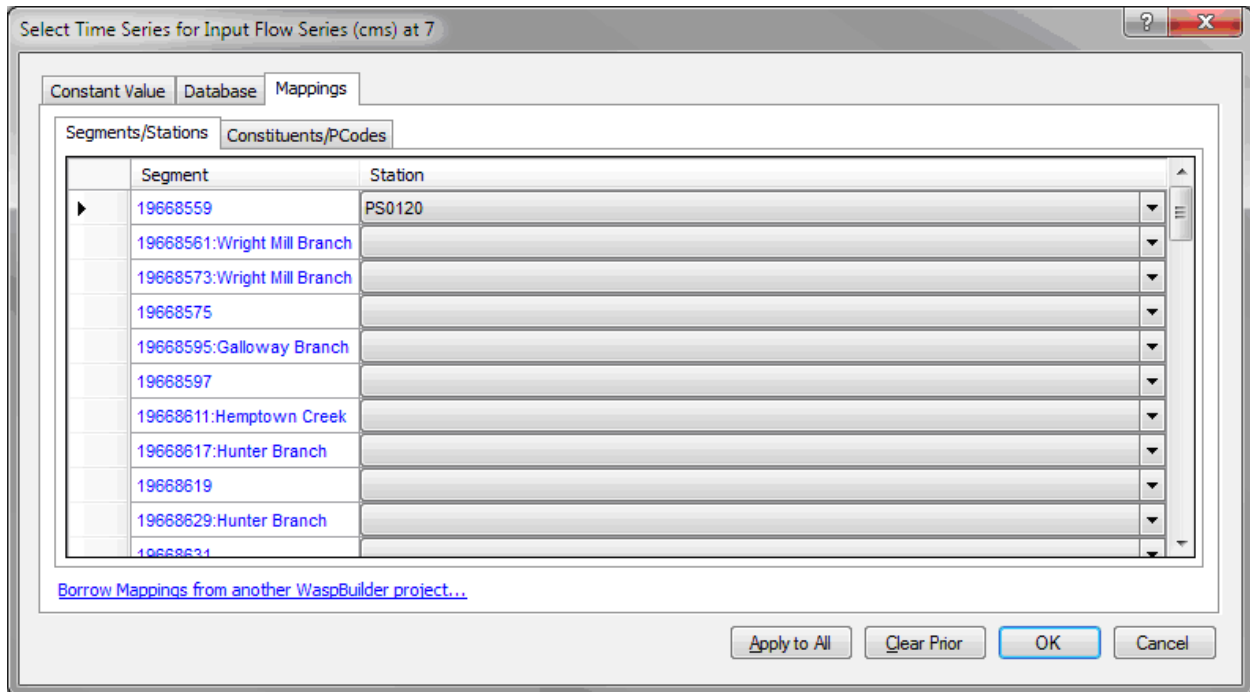 Select Time Series for Input Flow Series (cms) at 7
Constant Value Database Mappings
Segments/Stations Constituents/PCodes
Segment Station
19668559 PS0120
19668561:Wright Mill Branch
19668573:Wright Mill Branch
19668575
19668595:Galloway Branch
19668597
19668611:Hemptown Creek
19668617:Hunter Branch
19668619
19668629:Hunter Branch
19668631
Borrow Mappings from another WaspBuilder project...
Apply to All Clear Prior OK Cancel